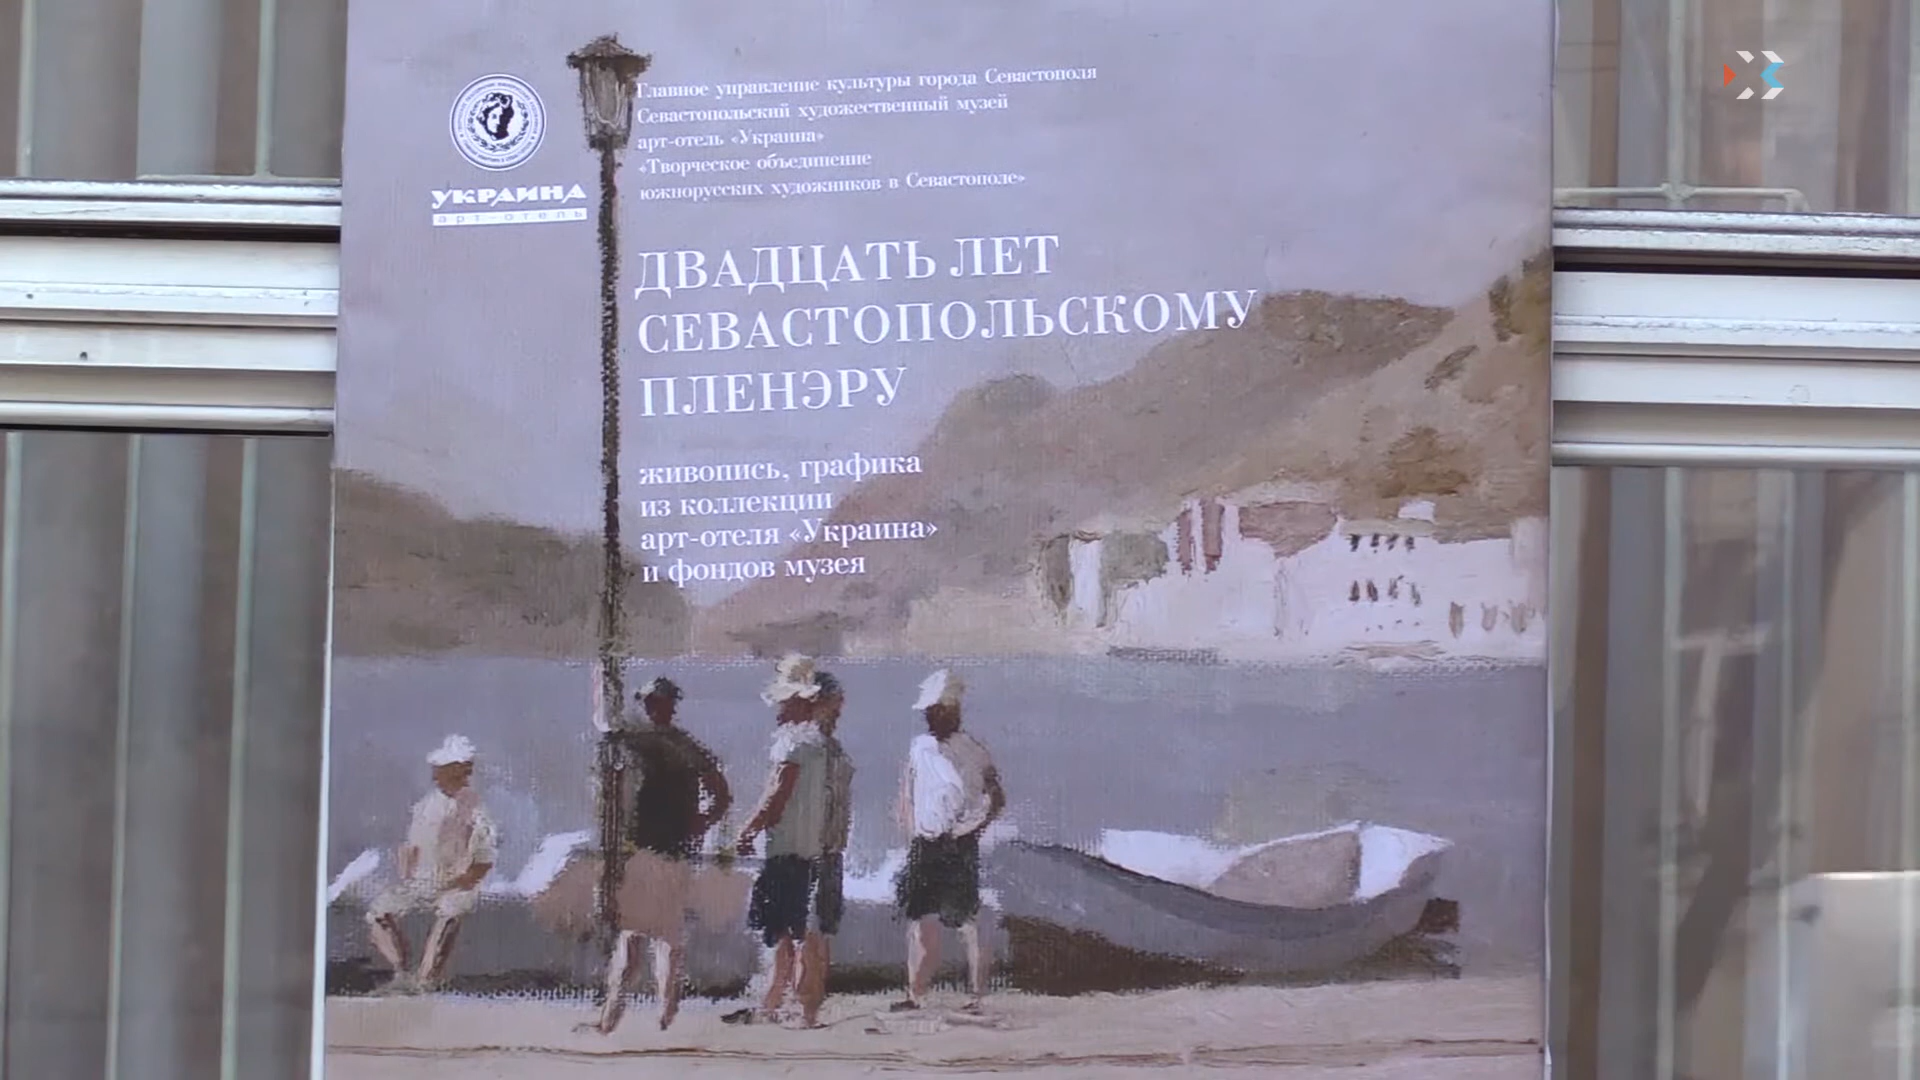 Главное управление культуры города Севастополя
Севастопольский художественный музей
арт-отель «Украина»
«Творческое объединение
южнорусских художников в Севастополе»
УКРАИНА
арт-отель
ДВАДЦАТЬ ЛЕТ
СЕВАСТОПОЛЬСКОМУ
ПЛЕНЭРУ
живопись, графика
из коллекции
арт-отеля «Украина»
и фондов музея